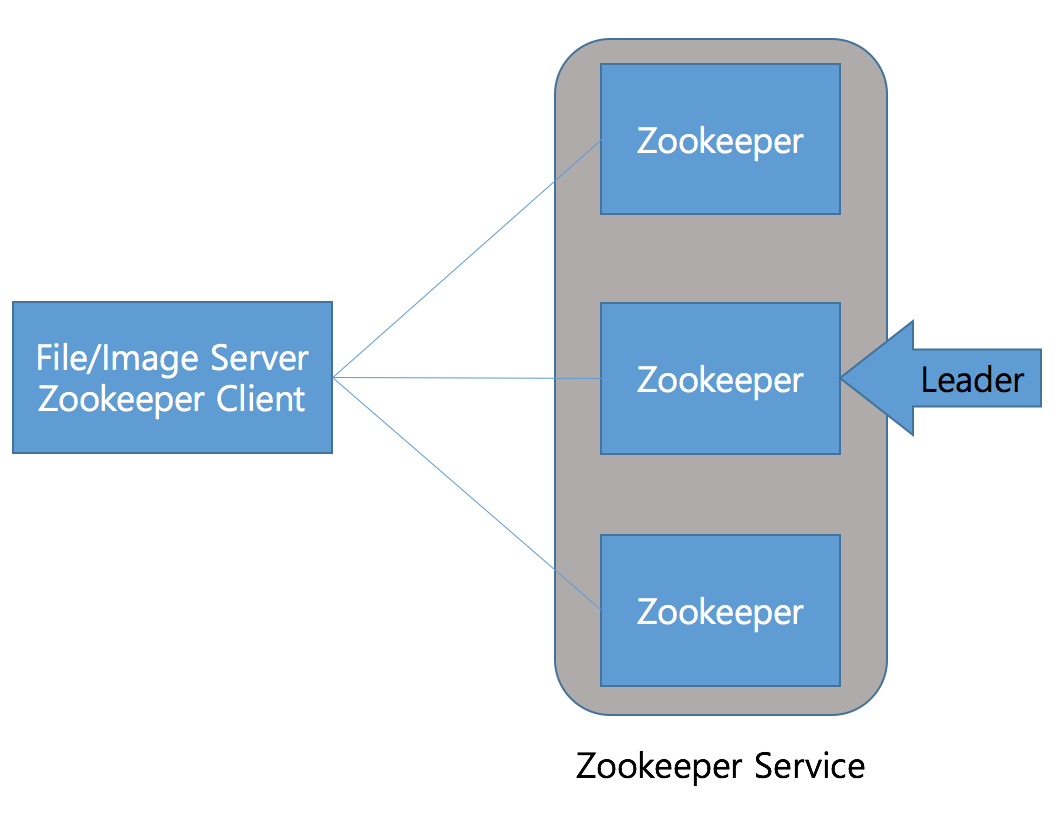 Zookeeper
File/Image Server
Zookeeper Client
Zookeeper
Leader
Zookeeper
Zookeeper Service